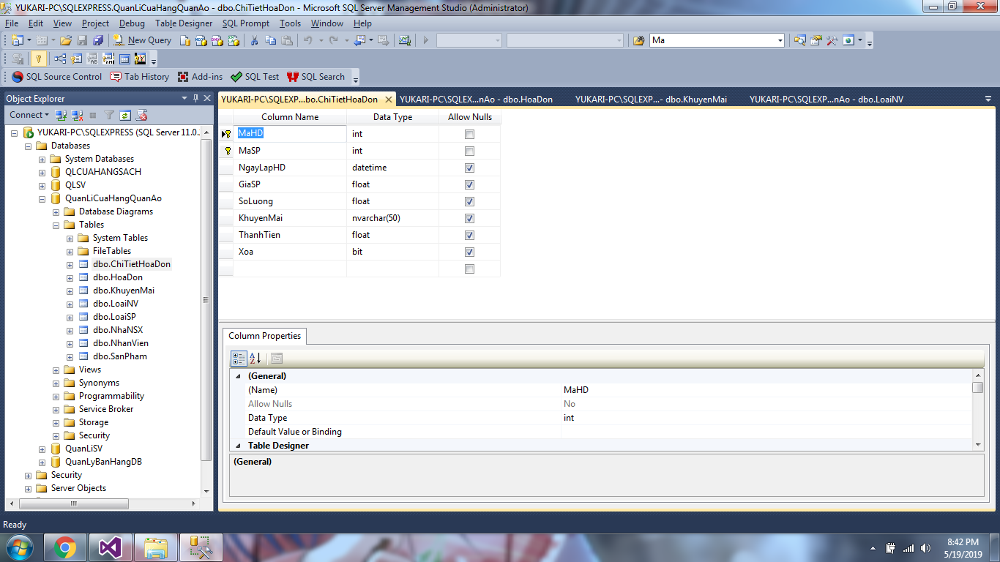 YUKARI-PC\SQLEXPRESS.QuanLiCuaHangQuanAo - dbo.ChiTietHoaDon - Microsoft SQL Server Management Studio (Administrator)
File Edit View Project Debug Table Designer SQL Prompt Tools Window Help
New Query Ma
SQL Source Control Tab History Add-ins SQL Test SQL Search
Object Explorer
Connect
YUKARI-PC\SQLEXPRESS (SQL Server 11.0..
Databases
System Databases
QLCUAHANGSACH
QLSV
QuanLiCuaHangQuanAo
Database Diagrams
Tables
System Tables
FileTables
dbo.ChiTietHoaDon
dbo.HoaDon
dbo.KhuyenMai
dbo.LoaiNV
dbo.LoaiSP
dbo.NhaNSX
dbo.NhanVien
dbo.SanPham
Views
Synonyms
Programmability
Service Broker
Storage
Security
QuanLiSV
QuanLyBanHangDB
Security
Server Objects
YUKARI-PC\SQLEXP...bo.ChiTietHoaDon YUKARI-PC\SQLEX...nAo - dbo.HoaDon YUKARI-PC\SQLEXP...- dbo.KhuyenMai YUKARI-PC\SQLEXP...nAo - dbo.LoaiNV
Column Name Data Type Allow Nulls
MaHD int
MaSP int
NgayLapHD datetime
GiaSP float
SoLuong float
KhuyenMai nvarchar(50)
ThanhTien float
Xoa bit
Column Properties
(General)
(Name) MaHD
Allow Nulls No
Data Type int
Default Value or Binding
Table Designer
(General)
Ready
8:42 PM
5/19/2019